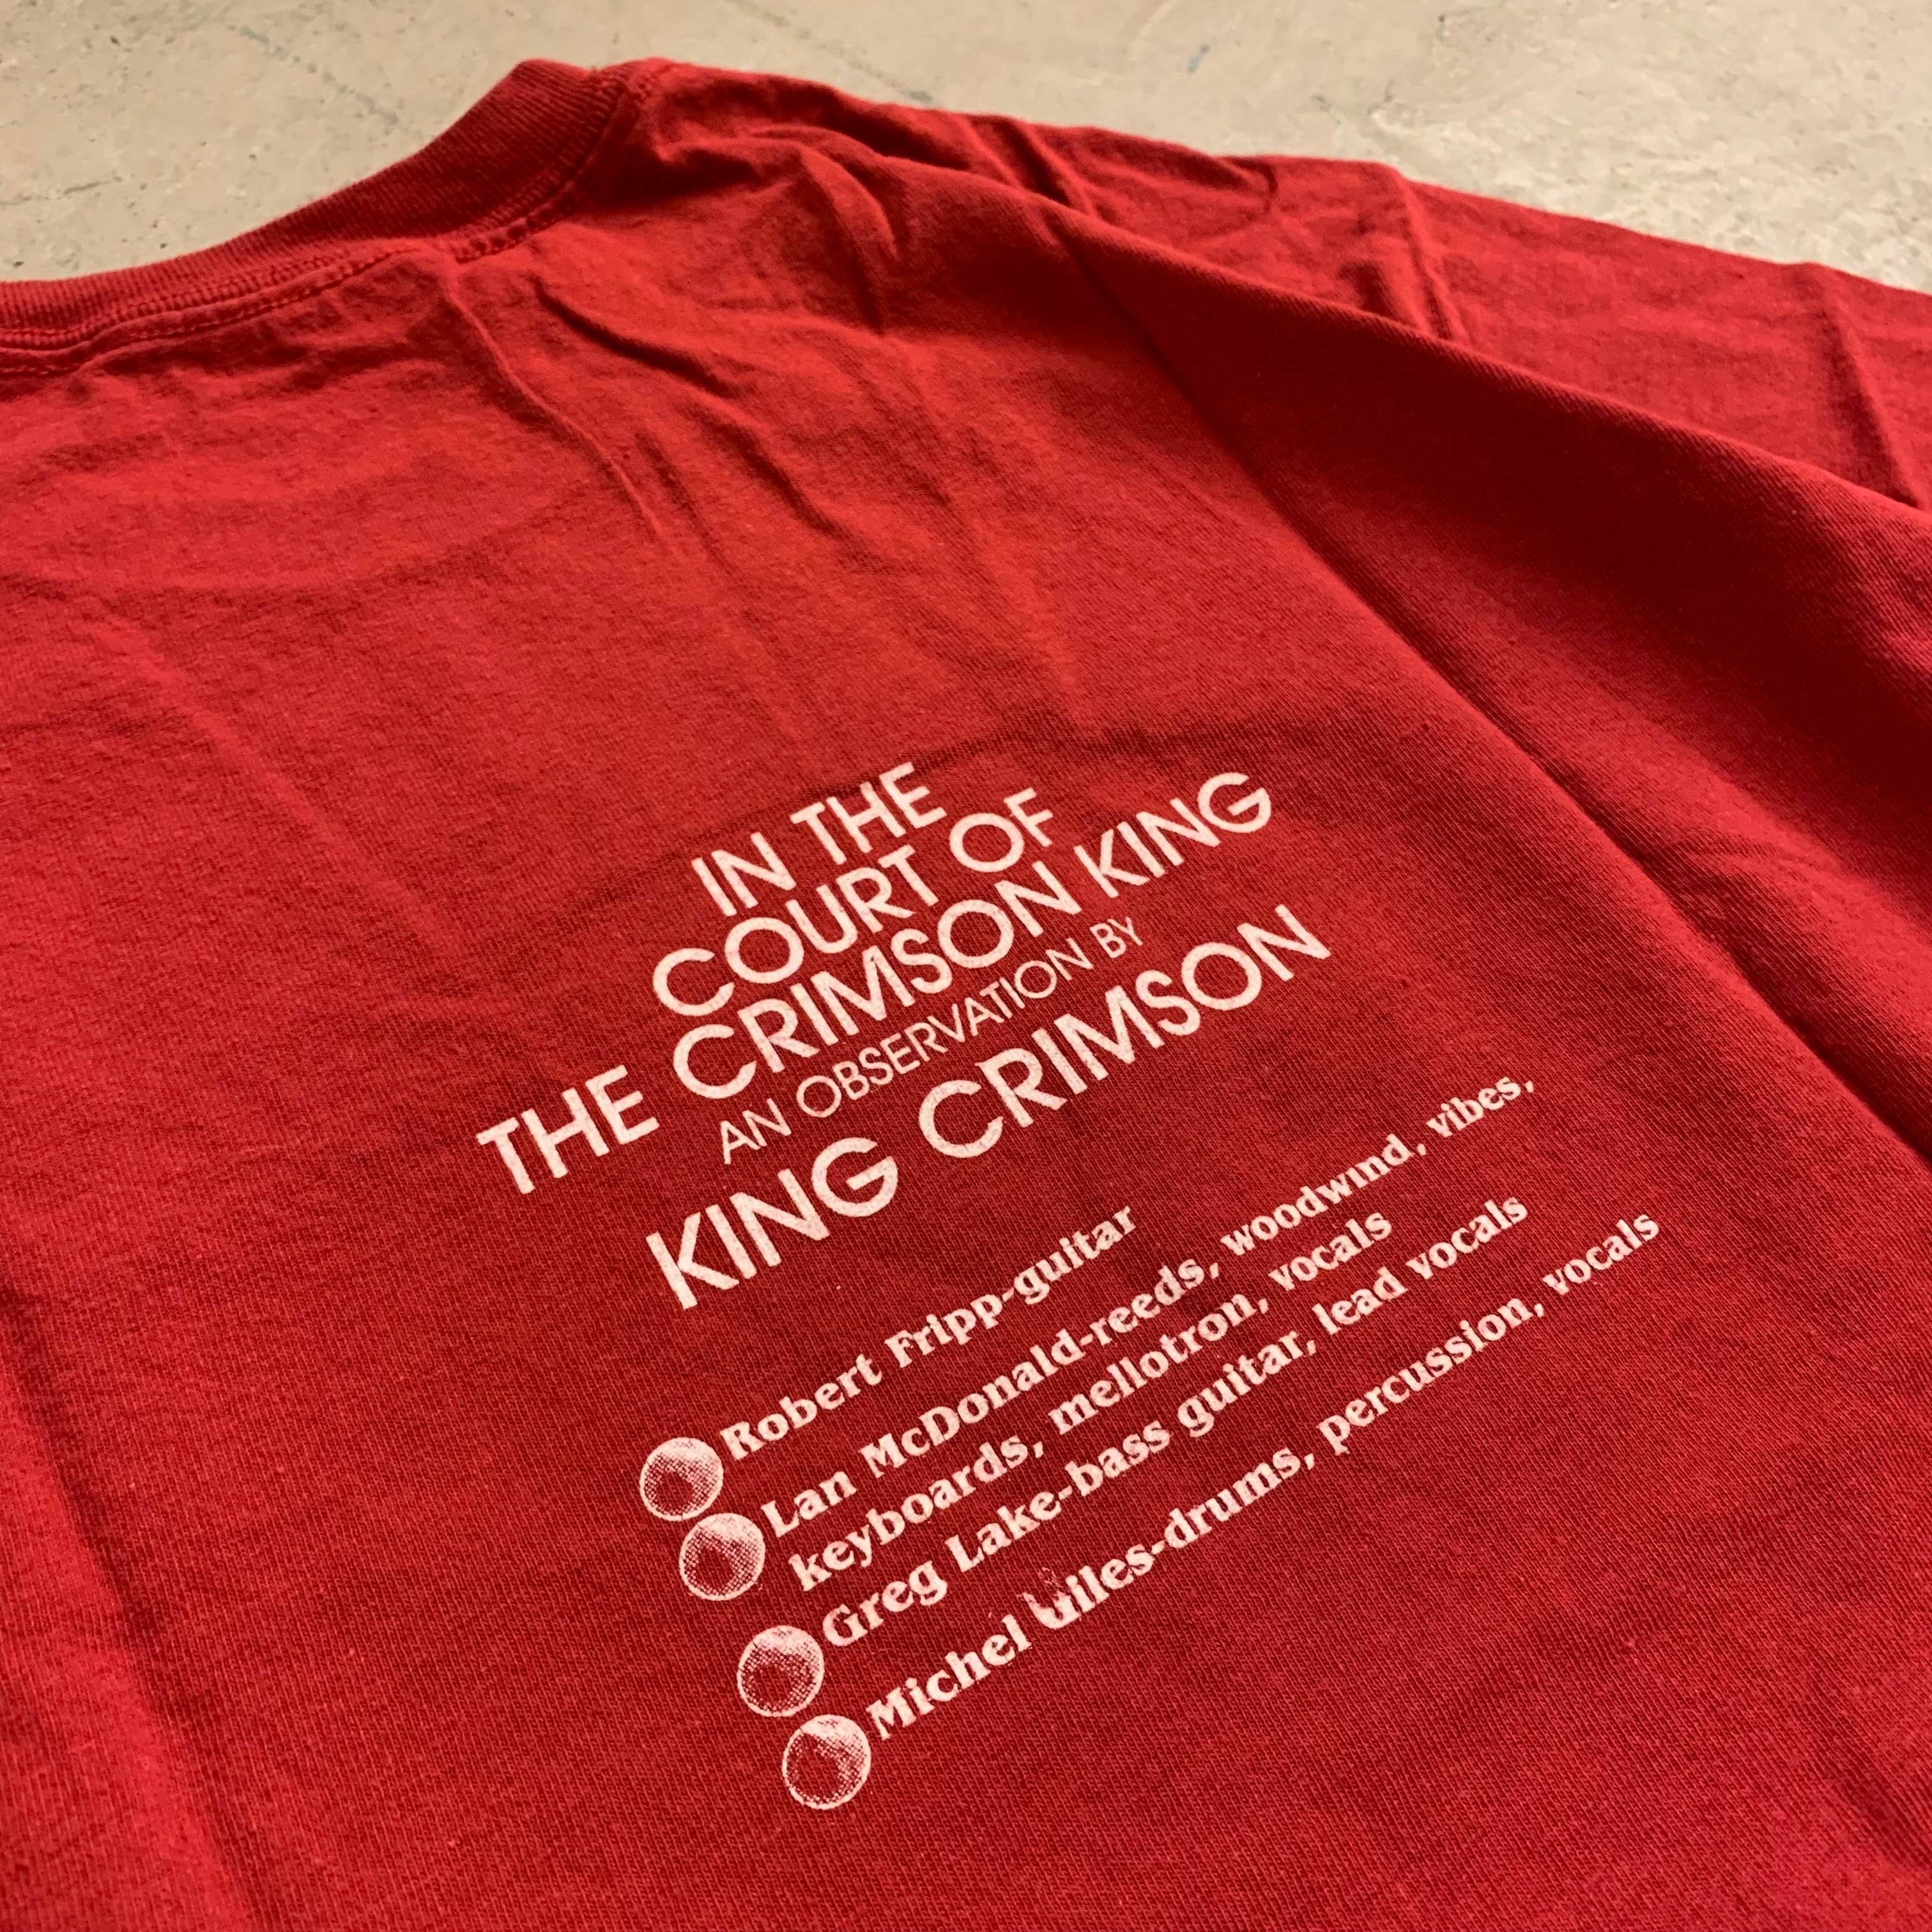 IN THE
COURT OF
THE CRIMSON KING
AN OBSERVATION BY
KING CRIMSON
Robert Fripp-guitar
Lan McDonald-reeds, woodwind, vibes,
keyboards, mellotron, vocals
Greg Lake-bass guitar, lead vocals
Michel Giles-drums, percussion, vocals